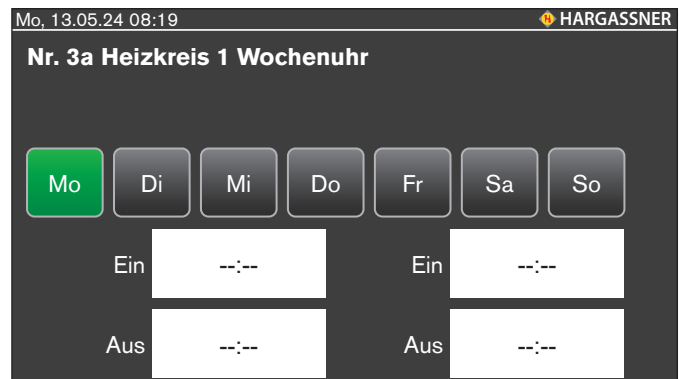 Mo, 13.05.24 08:19 HARGASSNER
Nr. 3a Heizkreis 1 Wochenuhr
Mo Di Mi Do Fr Sa So
Ein --:-- Ein --:--
Aus --:-- Aus --:--